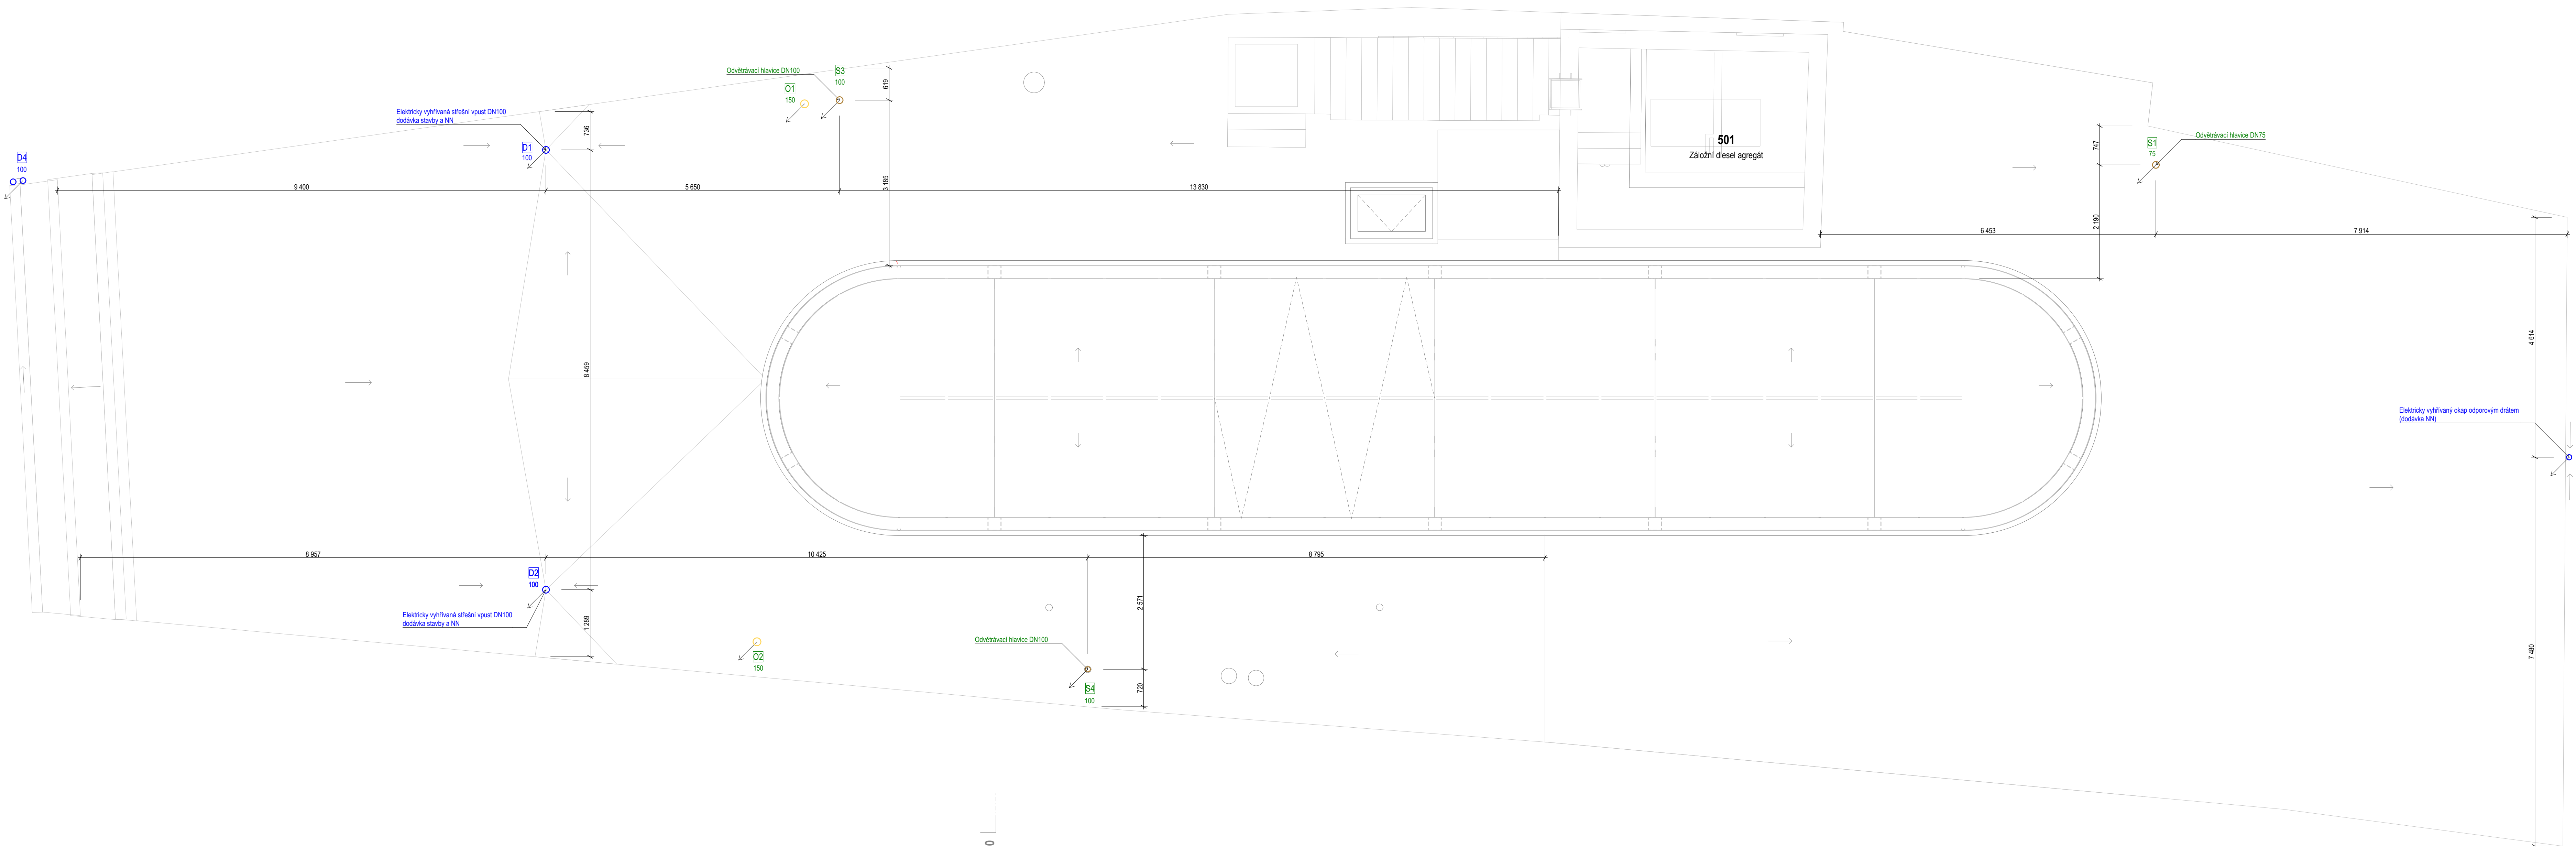 Odvětrávací hlavice DN100
S3
100
O1
150
619
Elektricky vyhřívaná střešní vpust DN100
dodávka stavby a NN
D1
100
736
D4
100
501
Záložní diesel agregát
747
Odvětrávací hlavice DN75
S1
75
9 400
5 650
3 185
13 830
2 190
6 453
7 914
8 459
4 614
Elektricky vyhřívaný okap odporovým drátem
(dodávka NN)
8 957
10 425
8 795
D2
100
Elektricky vyhřívaná střešní vpust DN100
dodávka stavby a NN
1 289
2 571
O2
150
Odvětrávací hlavice DN100
S4
100
720
7 480
0